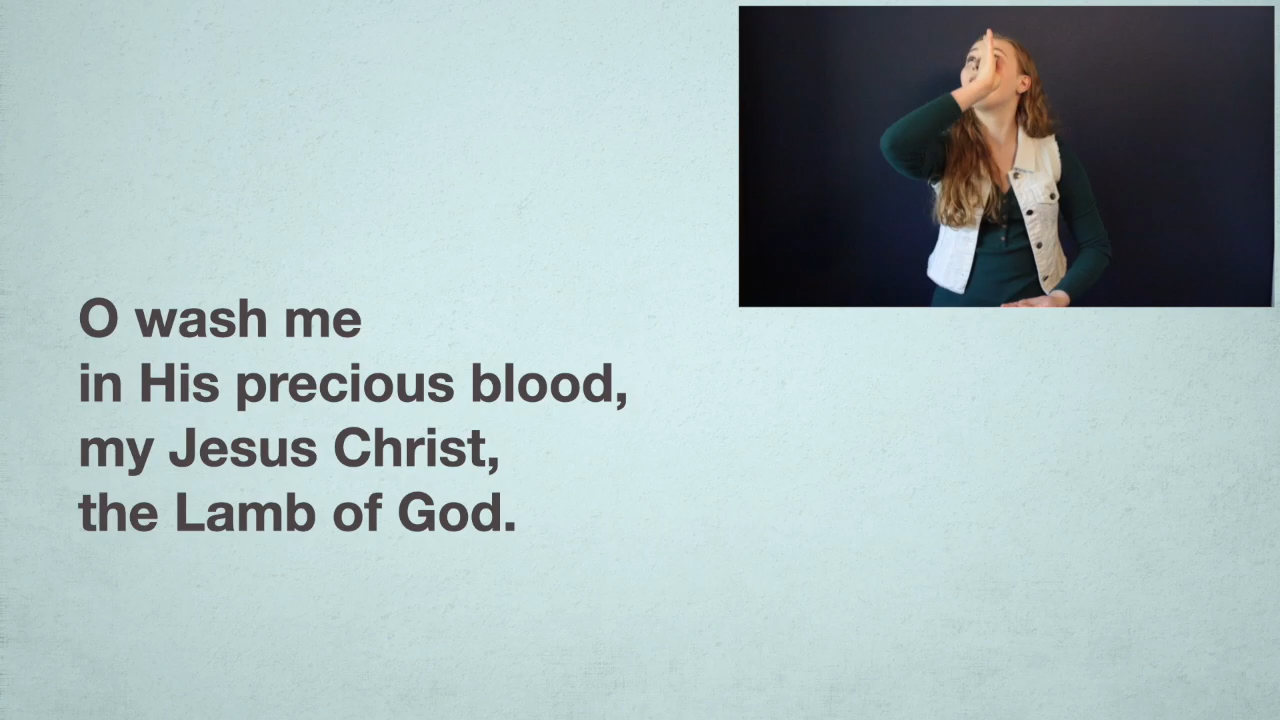 O wash me
in His precious blood,
my Jesus Christ,
the Lamb of God.